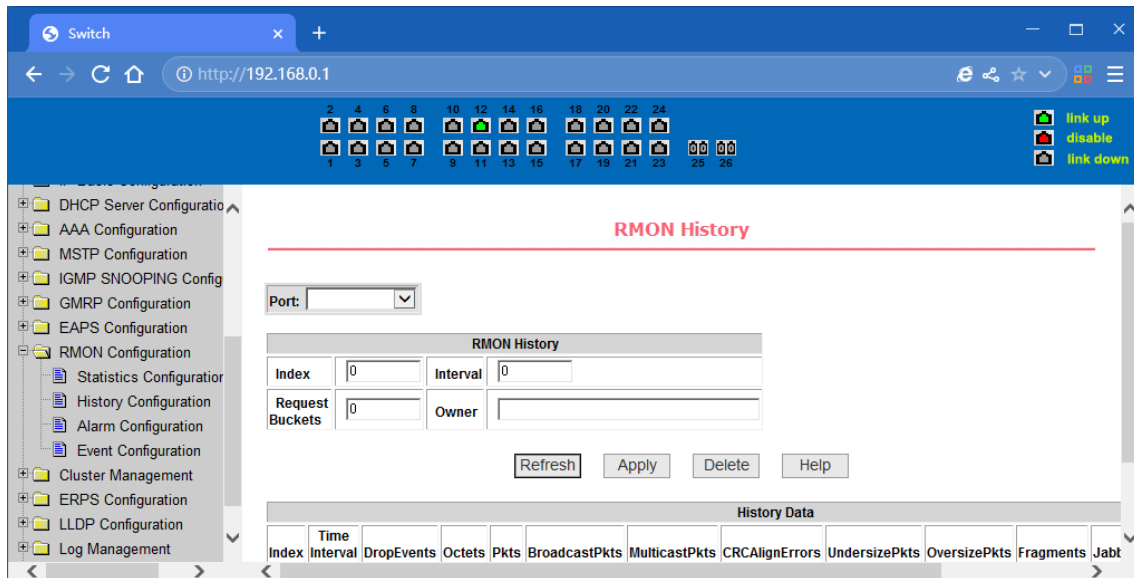 Switch
http://192.168.0.1
2 4 6 8 10 12 14 16 18 20 22 24
1 3 5 7 9 11 13 15 17 19 21 23 25 26
link up
disable
link down
DHCP Server Configuratio
AAA Configuration
MSTP Configuration
IGMP SNOOPING Config
GMRP Configuration
EAPS Configuration
RMON Configuration
Statistics Configuration
History Configuration
Alarm Configuration
Event Configuration
Cluster Management
ERPS Configuration
LLDP Configuration
Log Management
RMON History
Port:
RMON History
Index 0 Interval 0
Request Buckets 0 Owner
Refresh Apply Delete Help
History Data
Index Time Interval DropEvents Octets Pkts BroadcastPkts MulticastPkts CRCAlignErrors UndersizePkts OversizePkts Fragments Jabb